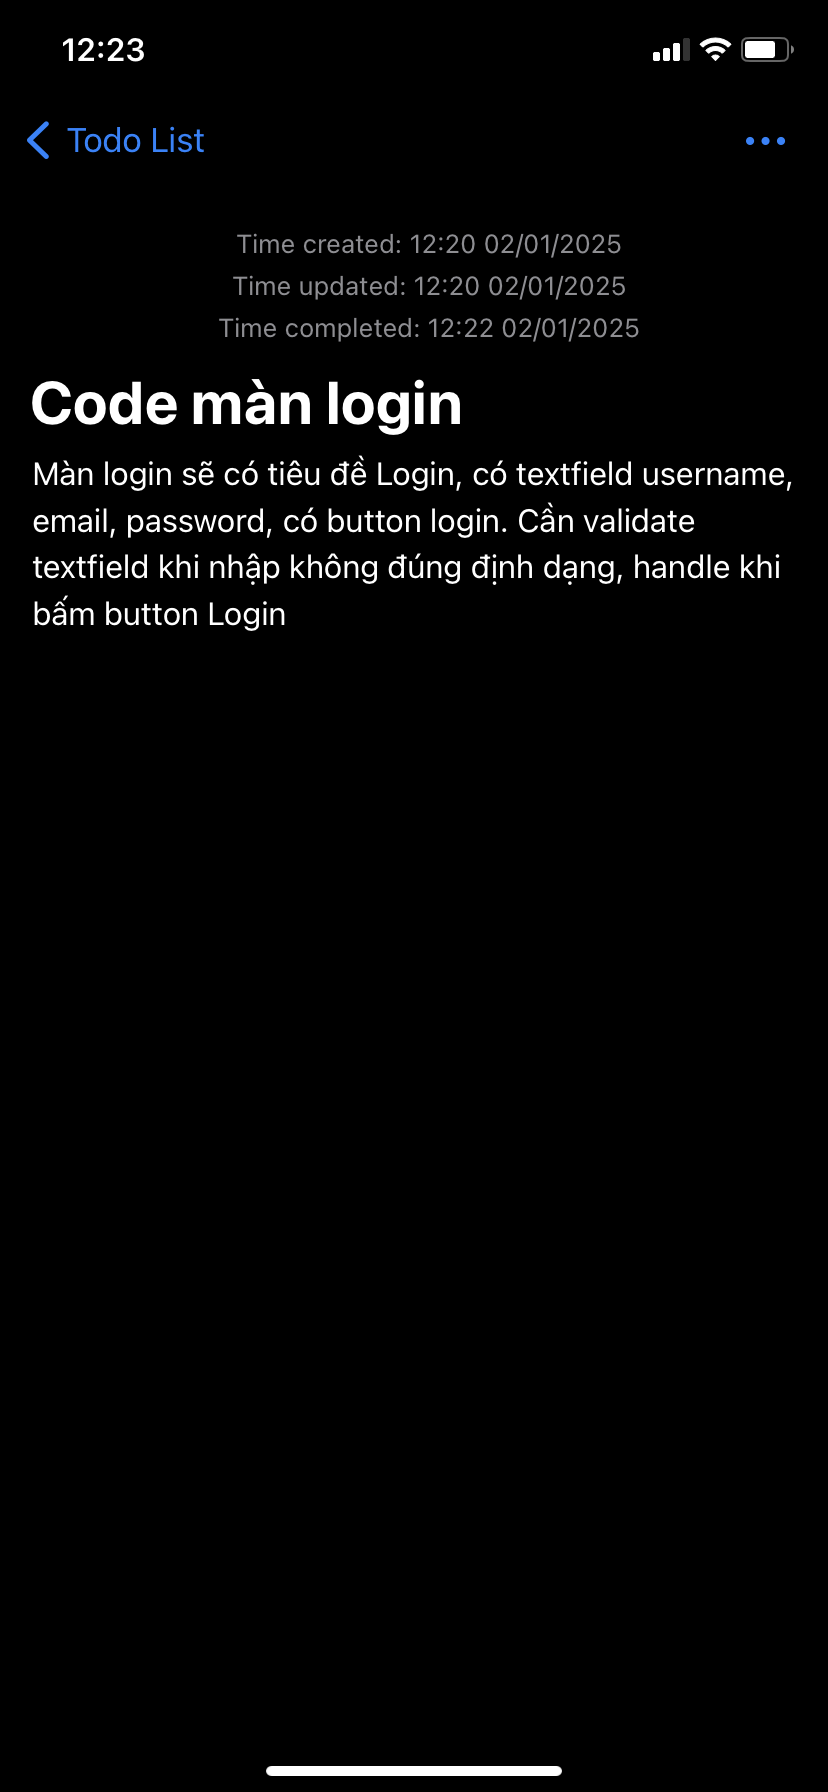 12:23
Todo List
Time created: 12:20 02/01/2025
Time updated: 12:20 02/01/2025
Time completed: 12:22 02/01/2025
Code màn login
Màn login sẽ có tiêu đề Login, có textfield username,
email, password, có button login. Cần validate
textfield khi nhập không đúng định dạng, handle khi
bấm button Login